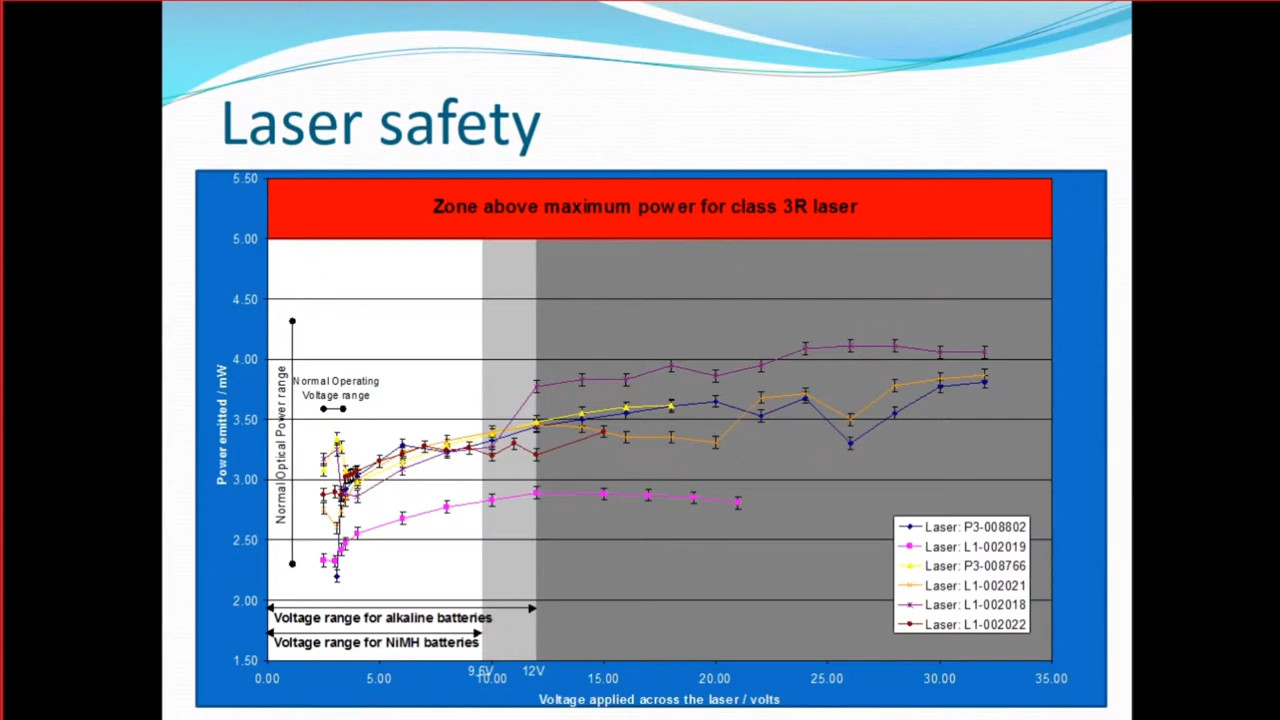 Laser safety
5.50
Zone above maximum power for class 3R laser
5.00
4.50
4.00
Normal Operating
Voltage range
Normal Optical Power range
Power emitted / mW
3.50
3.00
2.50
2.00
1.50
Laser: P3-008802
Laser: L1-002019
Laser: P3-008766
Laser: L1-002021
Laser: L1-002018
Laser: L1-002022
Voltage range for alkaline batteries
Voltage range for NiMH batteries
9.6V 12V
0.00 5.00 10.00 15.00 20.00 25.00 30.00 35.00
Voltage applied across the laser / volts